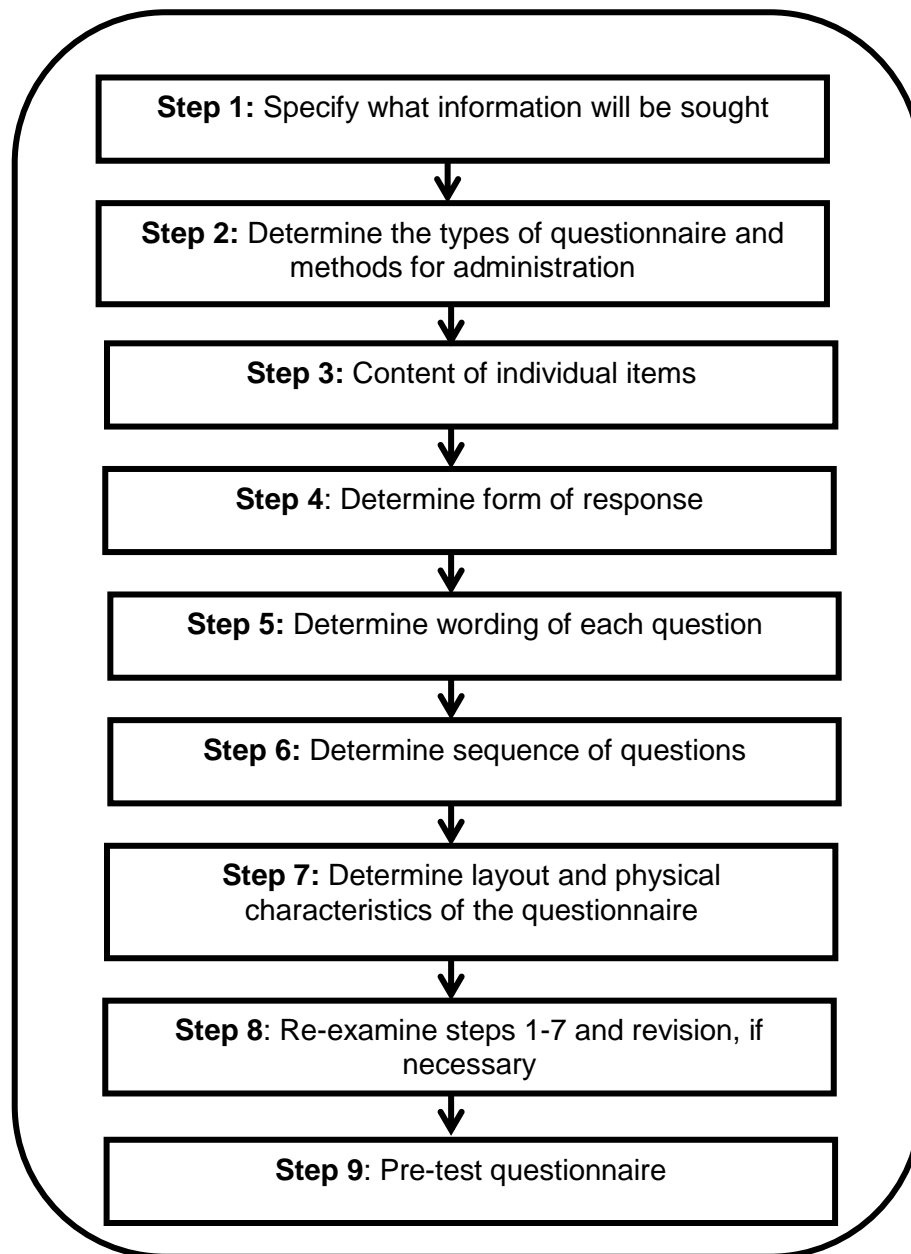 Step 1: Specify what information will be sought
Step 2: Determine the types of questionnaire and
methods for administration
Step 3: Content of individual items
Step 4: Determine form of response
Step 5: Determine wording of each question
Step 6: Determine sequence of questions
Step 7: Determine layout and physical
characteristics of the questionnaire
Step 8: Re-examine steps 1-7 and revision, if
necessary
Step 9: Pre-test questionnaire